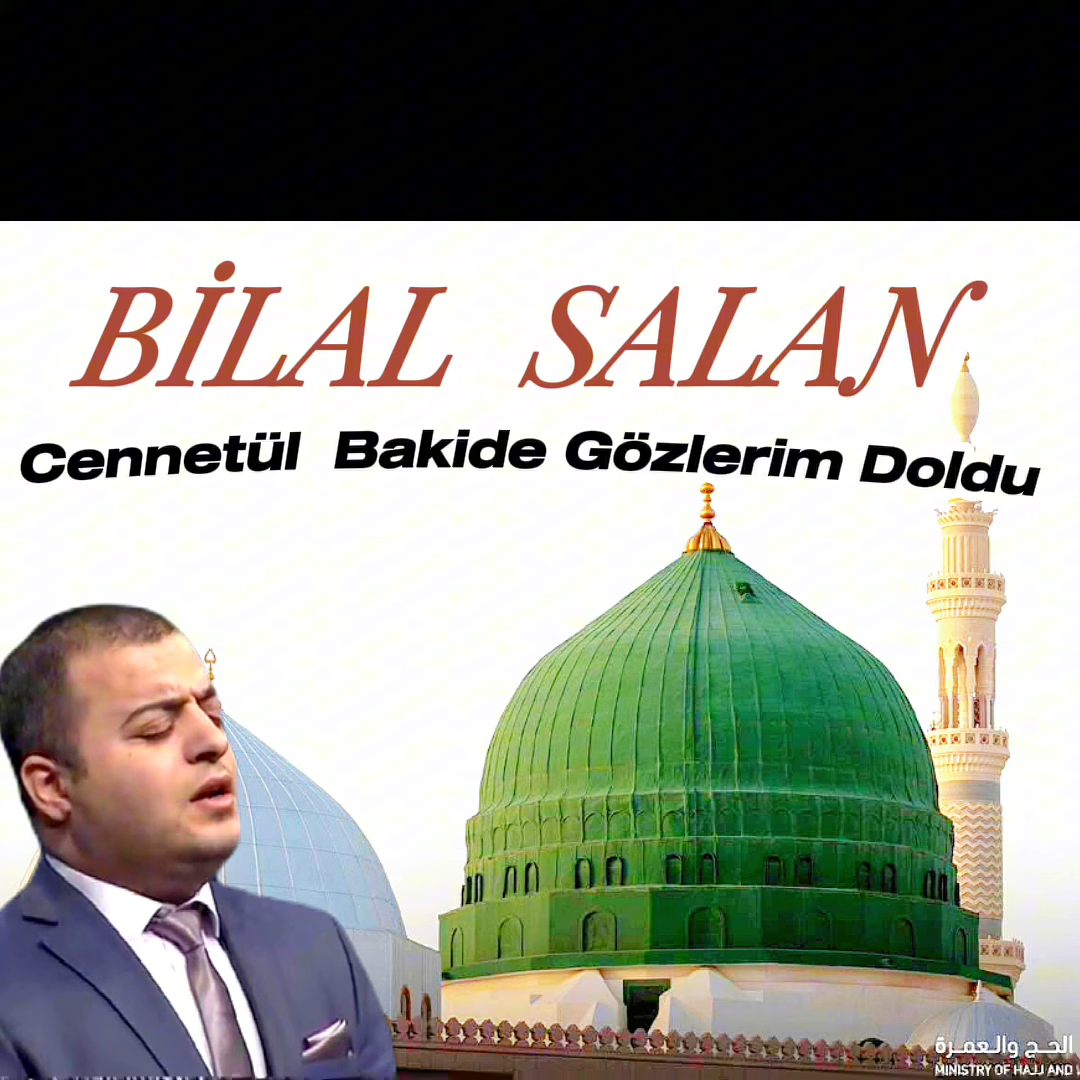 BİLAL SALAN
Cennetül Bakide Gözlerim Doldu
الحج والعمرة
MINISTRY OF HAJJ AND